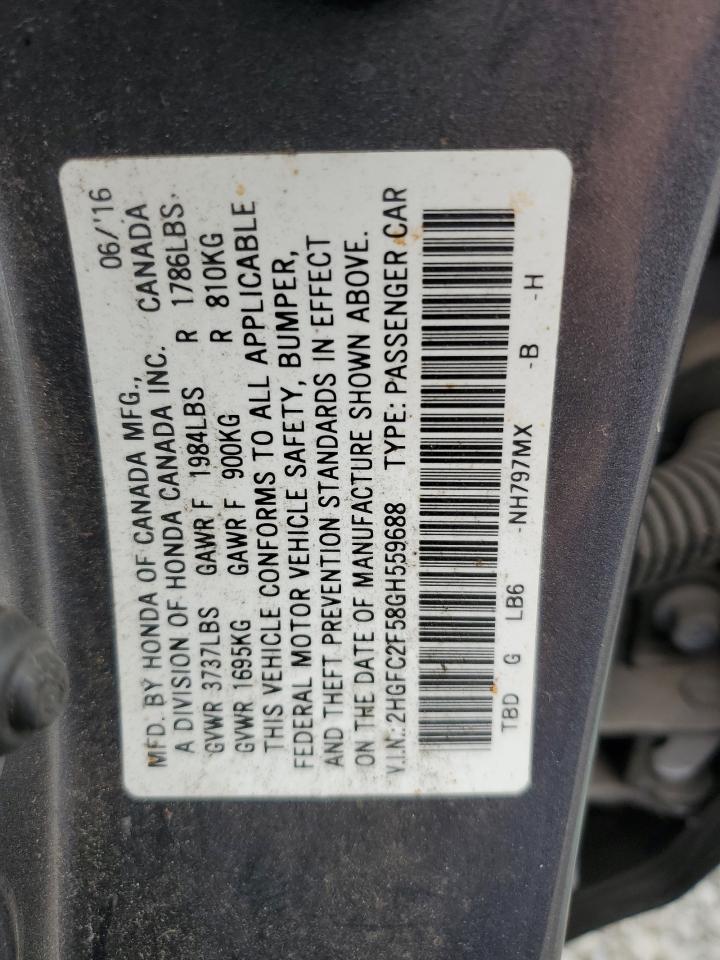 06/'16
MFD. BY HONDA OF CANADA MFG., CANADA
A DIVISION OF HONDA CANADA INC.
GVWR 3737LBS GAWR F 1984LBS R 1786LBS
GVWR 1695KG GAWR F 900KG R 810KG
THIS VEHICLE CONFORMS TO ALL APPLICABLE
FEDERAL MOTOR VEHICLE SAFETY, BUMPER,
AND THEFT PREVENTION STANDARDS IN EFFECT
ON THE DATE OF MANUFACTURE SHOWN ABOVE.
V.I.N.:2HGFC2F58GH559688 TYPE: PASSENGER CAR
TBD G LB6 -NH797MX -B -H